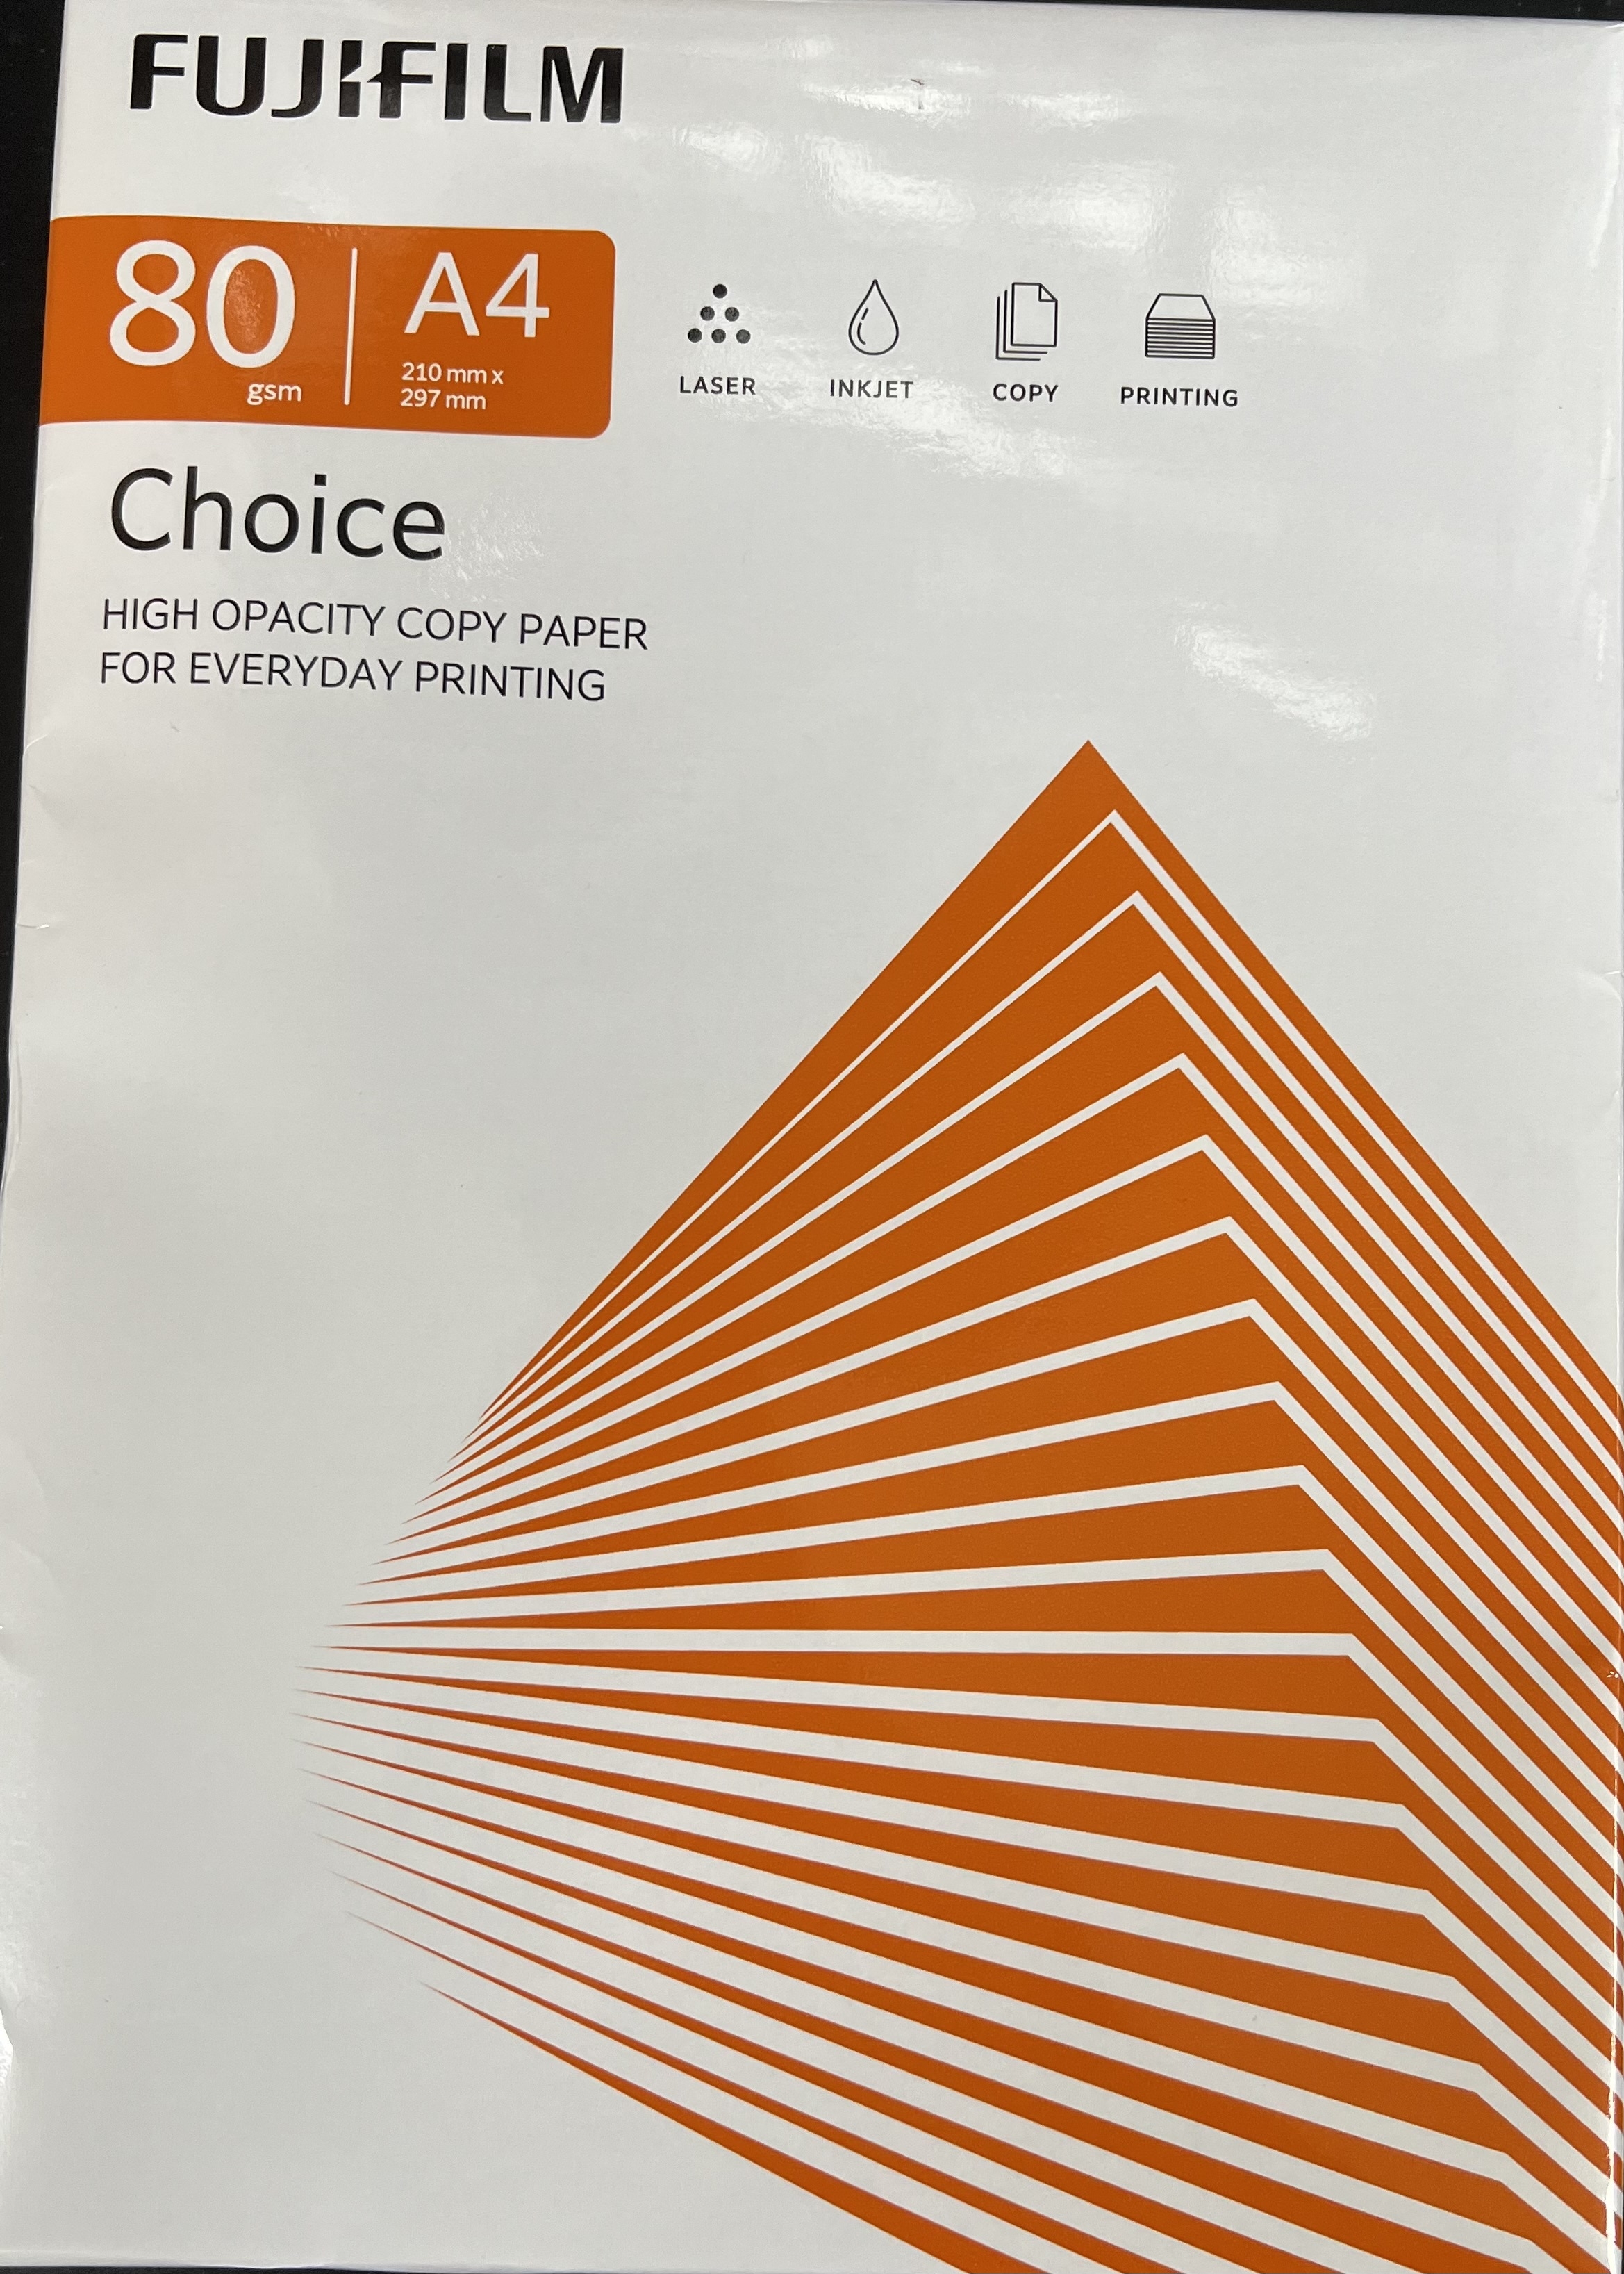 FUJIFILM
80
gsm
A4
210 mm x
297 mm
LASER
INKJET
COPY
PRINTING
Choice
HIGH OPACITY COPY PAPER
FOR EVERYDAY PRINTING